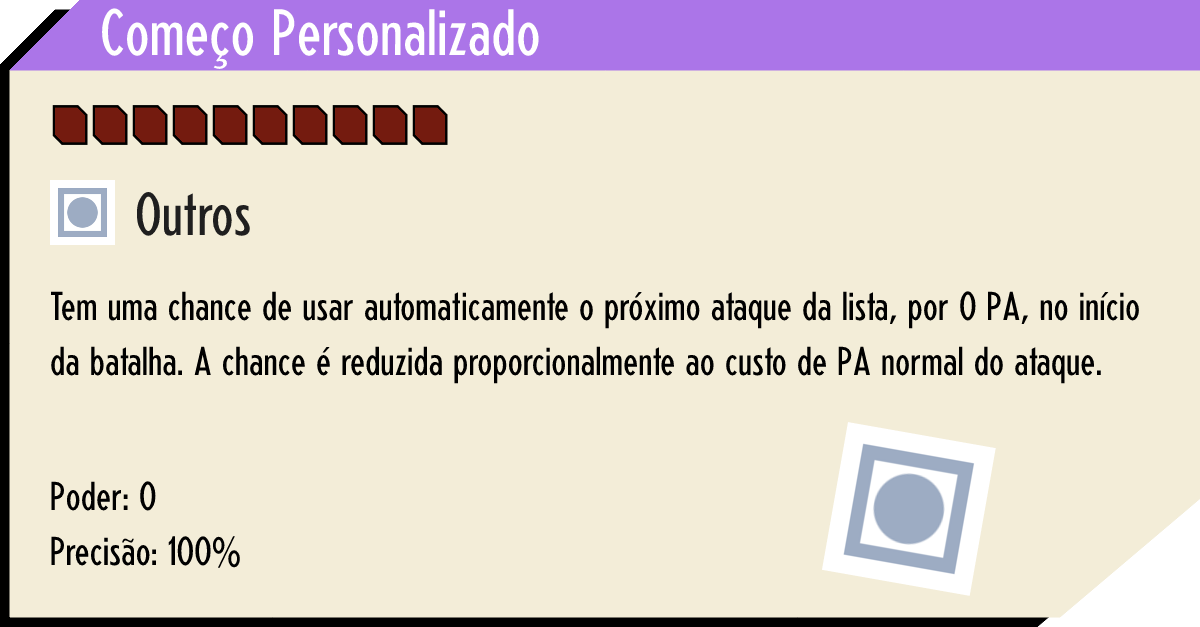 Começo Personalizado
Outros
Tem uma chance de usar automaticamente o próximo ataque da lista, por 0 PA, no início
da batalha. A chance é reduzida proporcionalmente ao custo de PA normal do ataque.
Poder: 0
Precisão: 100%